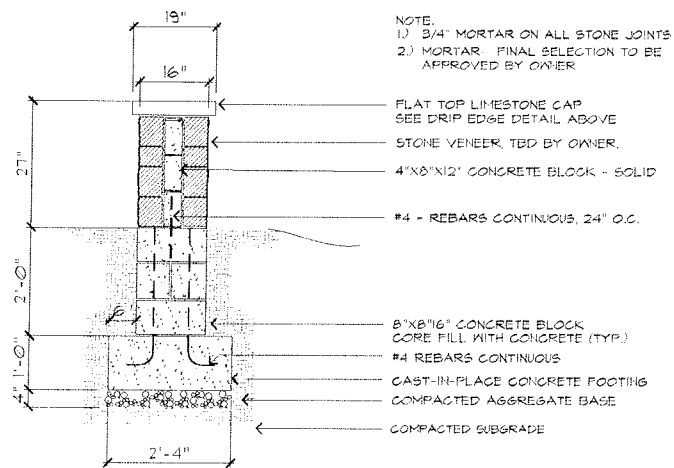 19"
16"
NOTE.
1.) 3/4" MORTAR ON ALL STONE JOINTS
2.) MORTAR: FINAL SELECTION TO BE
APPROVED BY OWNER
FLAT TOP LIMESTONE CAP
SEE DRIP EDGE DETAIL ABOVE
STONE VENEER, TBD BY OWNER.
4"X8"X12" CONCRETE BLOCK - SOLID
27"
#4 - REBARS CONTINUOUS, 24" O.C.
2'-0"
6"
8"X8"16" CONCRETE BLOCK
CORE FILL WITH CONCRETE (TYP.)
#4 REBARS CONTINUOUS
1'-0"
CAST-IN-PLACE CONCRETE FOOTING
4"
COMPACTED AGGREGATE BASE
COMPACTED SUBGRADE
2'-4"